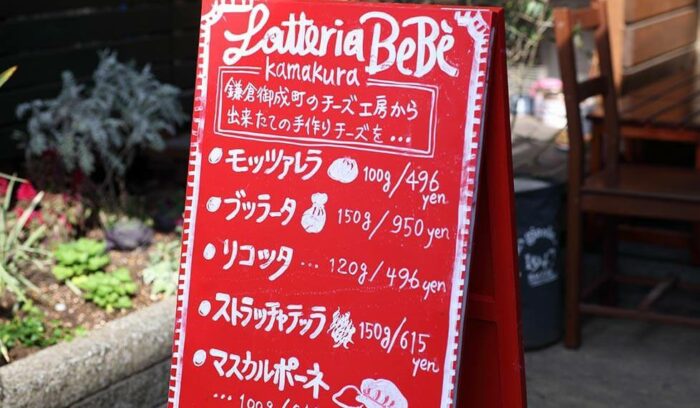 Latteria BeBè
kamakura
鎌倉御成町のチーズ工房から
出来たての手作りチーズを...
モッツァレラ 100g/496 yen
ブッラータ 150g/950 yen
リコッタ ... 120g/496 yen
ストラッチャテッラ 150g/615 yen
マスカルポーネ
... 100g/